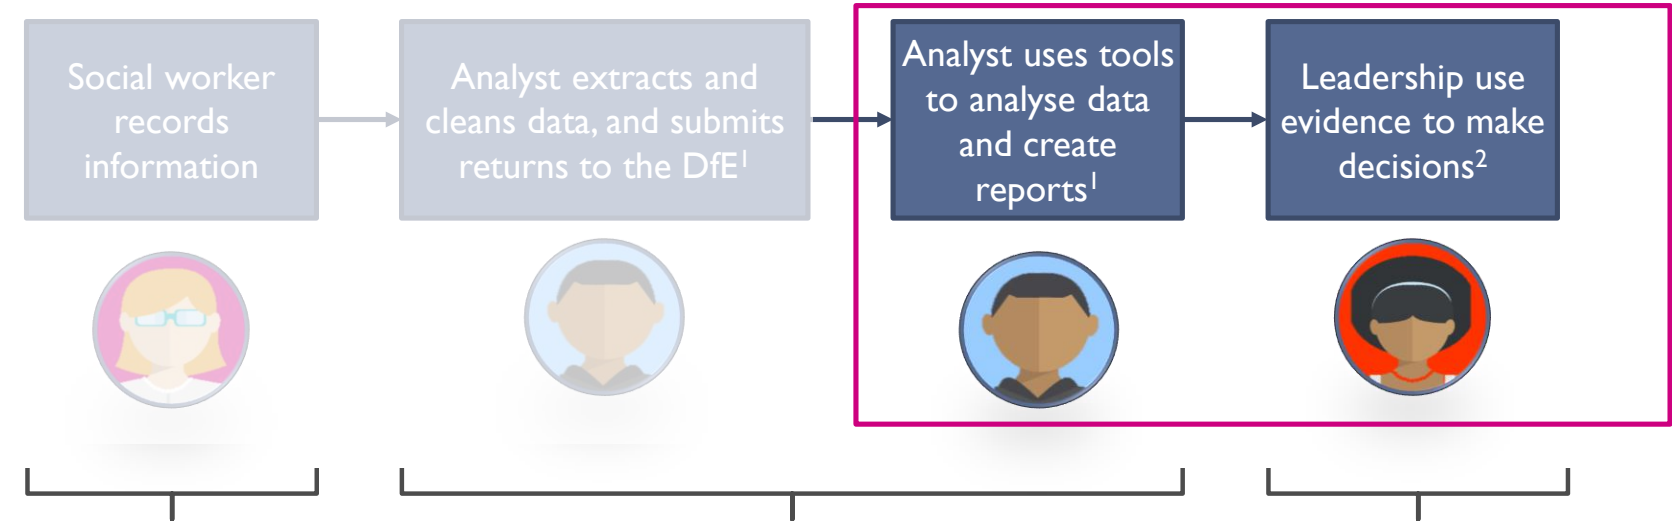 Social worker
records
information
Analyst extracts and
cleans data, and submits
returns to the DfE¹
Analyst uses tools
to analyse data
and create
reports¹
Leadership use
evidence to make
decisions²